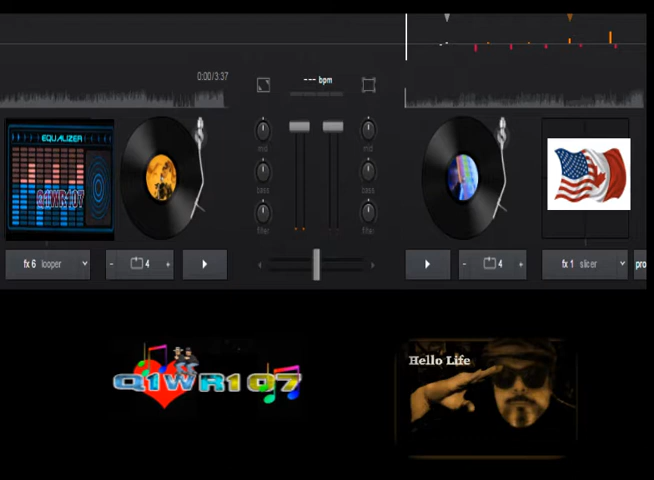 0:00/3:37
--- bpm
EQUALIZER
Q1WR107
mid
bass
filter
mid
bass
filter
fx 6 looper
- 4 +
- 4 +
fx 1 slicer
pro
Q1WR107
Hello Life